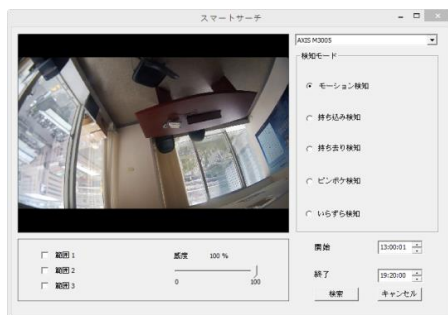 スマートサーチ
AXIS M3005
検知モード
モーション検知
持ち込み検知
持ち去り検知
ピンボケ検知
いたずら検知
範囲 1
範囲 2
範囲 3
感度 100 %
0 100
開始 13:00:01
終了 19:20:00
検索 キャンセル